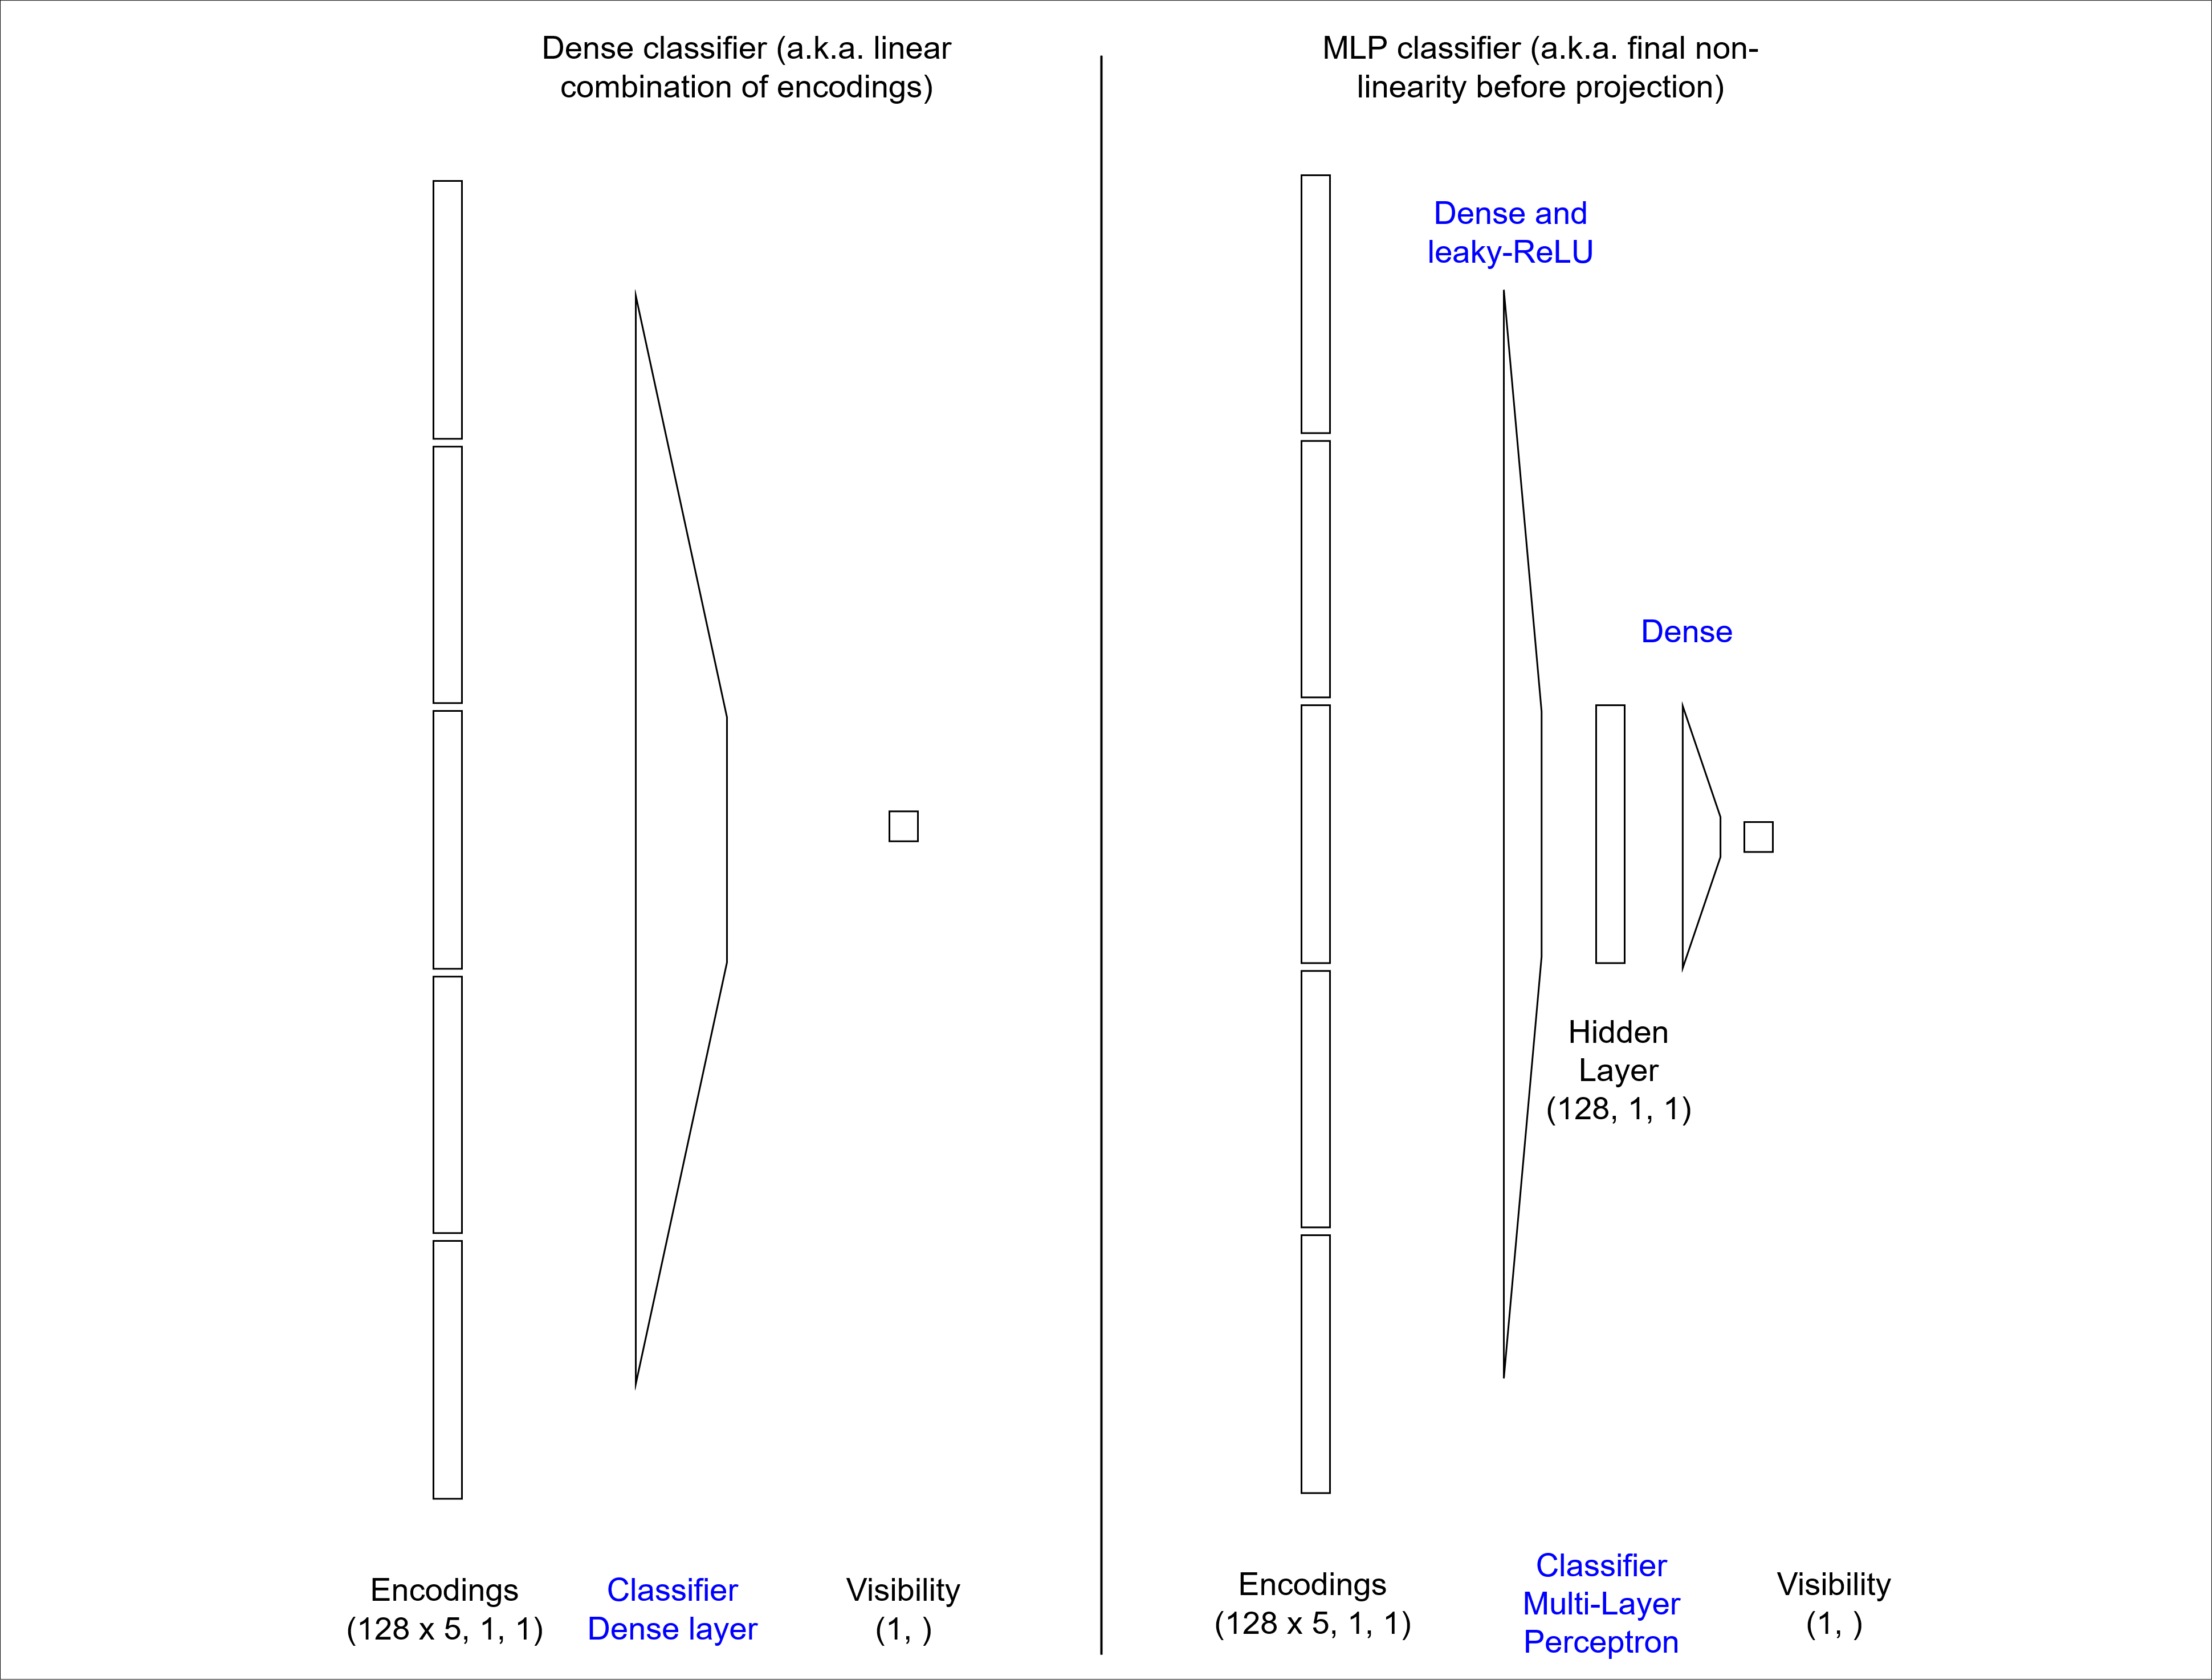 Dense classifier (a.k.a. linear
combination of encodings)
Encodings
(128 x 5, 1, 1)
Classifier
Dense layer
Visibility
(1, )
MLP classifier (a.k.a. final non-
linearity before projection)
Dense and
leaky-ReLU
Dense
Hidden
Layer
(128, 1, 1)
Encodings
(128 x 5, 1, 1)
Classifier
Multi-Layer
Perceptron
Visibility
(1, )